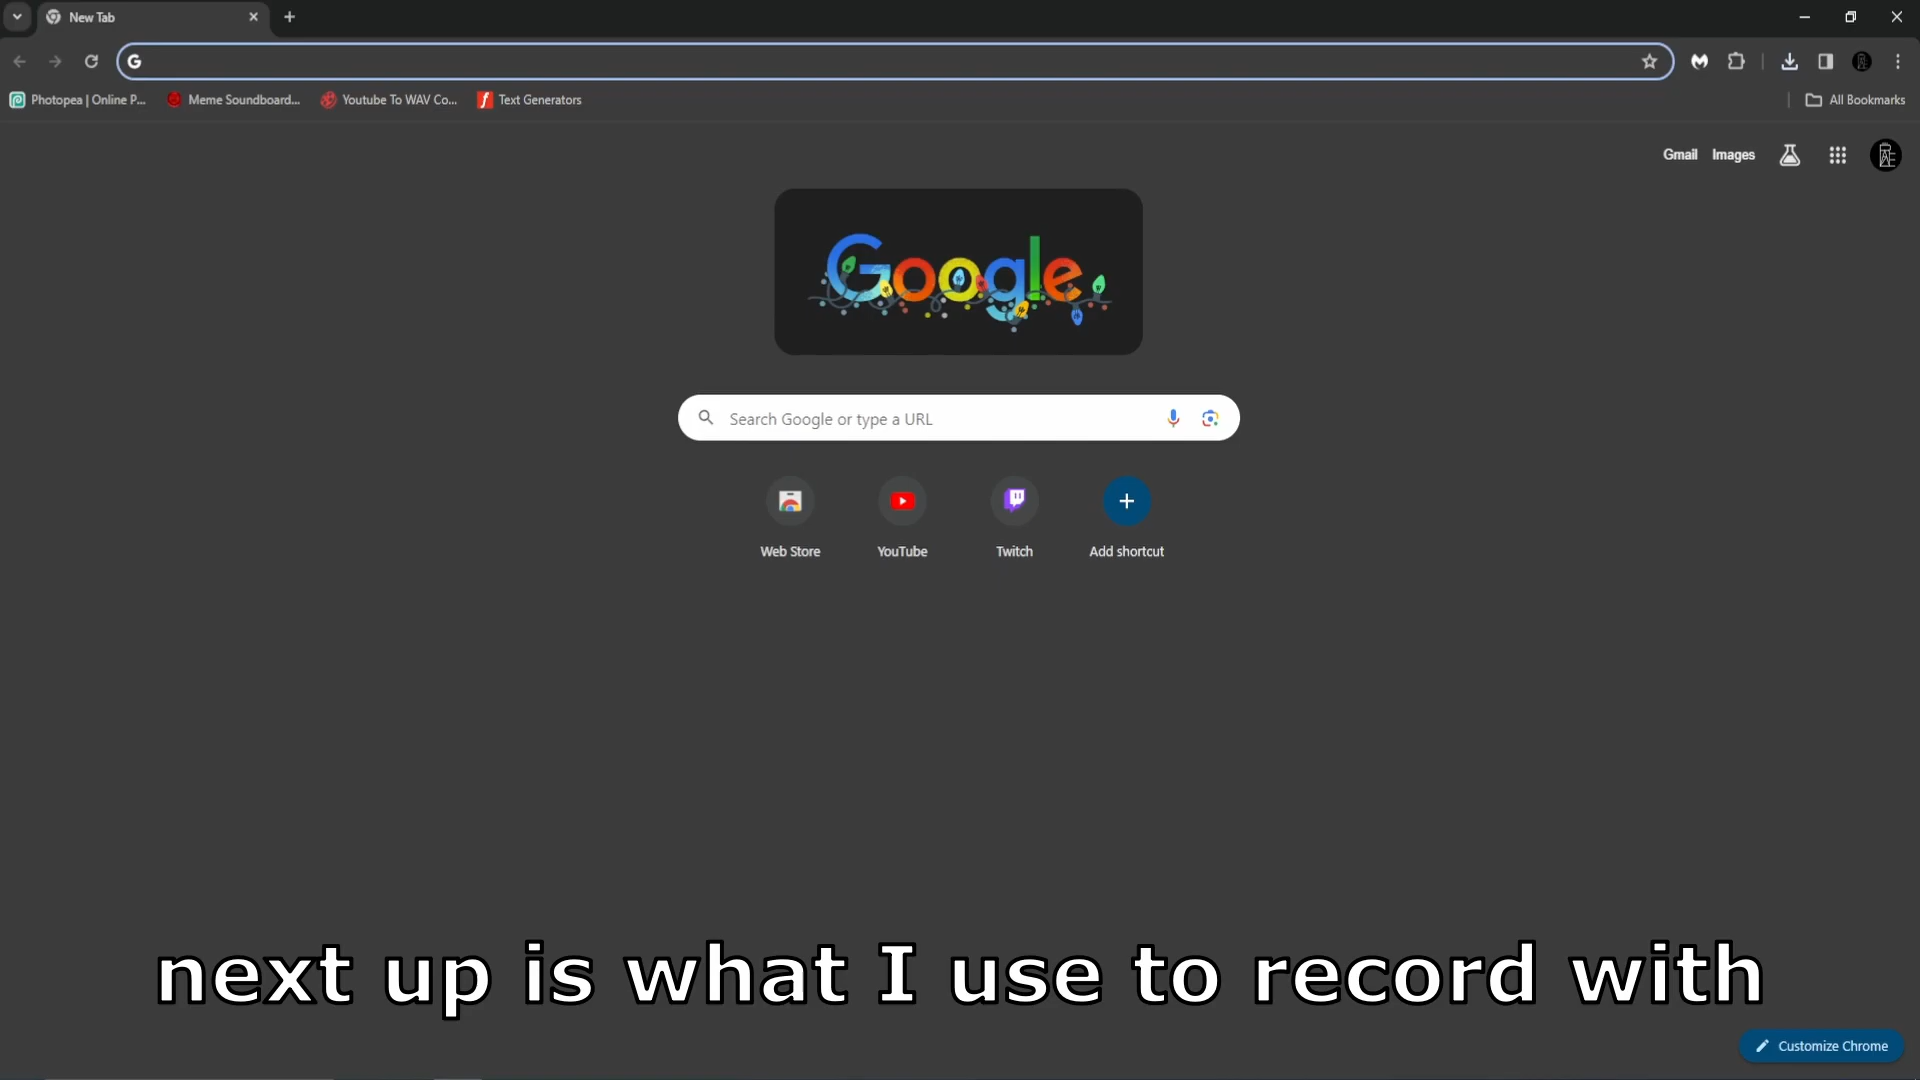 New Tab
Photopea | Online P...
Meme Soundboard...
Youtube To WAV Co...
Text Generators
All Bookmarks
Gmail
Images
Google
Search Google or type a URL
Web Store
YouTube
Twitch
Add shortcut
next up is what I use to record with
Customize Chrome